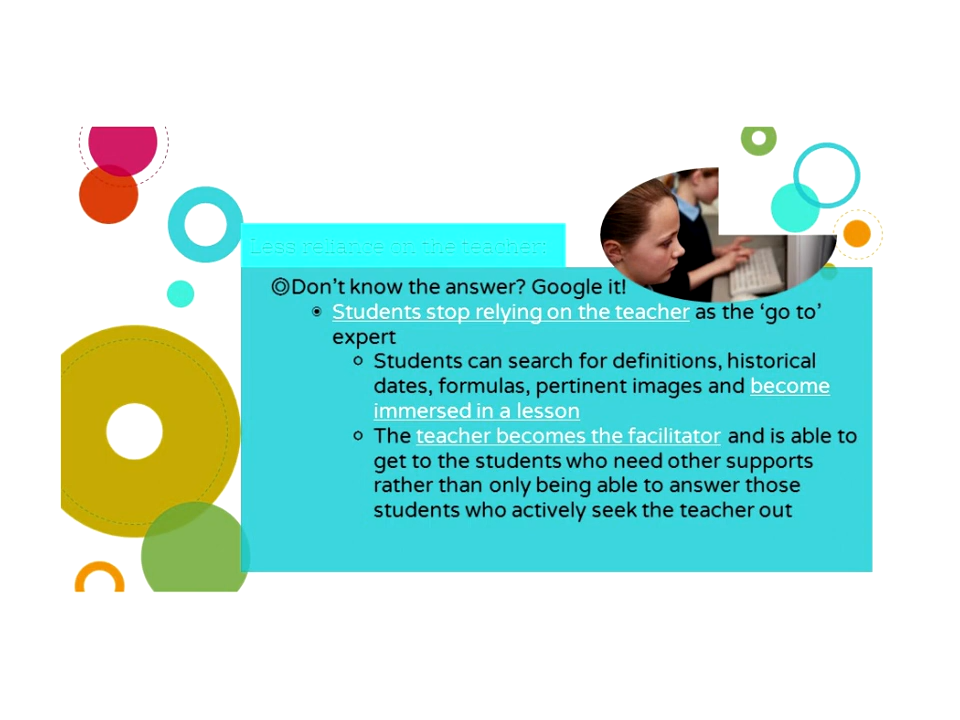 Less reliance on the teacher:
◎Don't know the answer? Google it!
◉ Students stop relying on the teacher as the 'go to'
expert
○ Students can search for definitions, historical
dates, formulas, pertinent images and become
immersed in a lesson
○ The teacher becomes the facilitator and is able to
get to the students who need other supports
rather than only being able to answer those
students who actively seek the teacher out